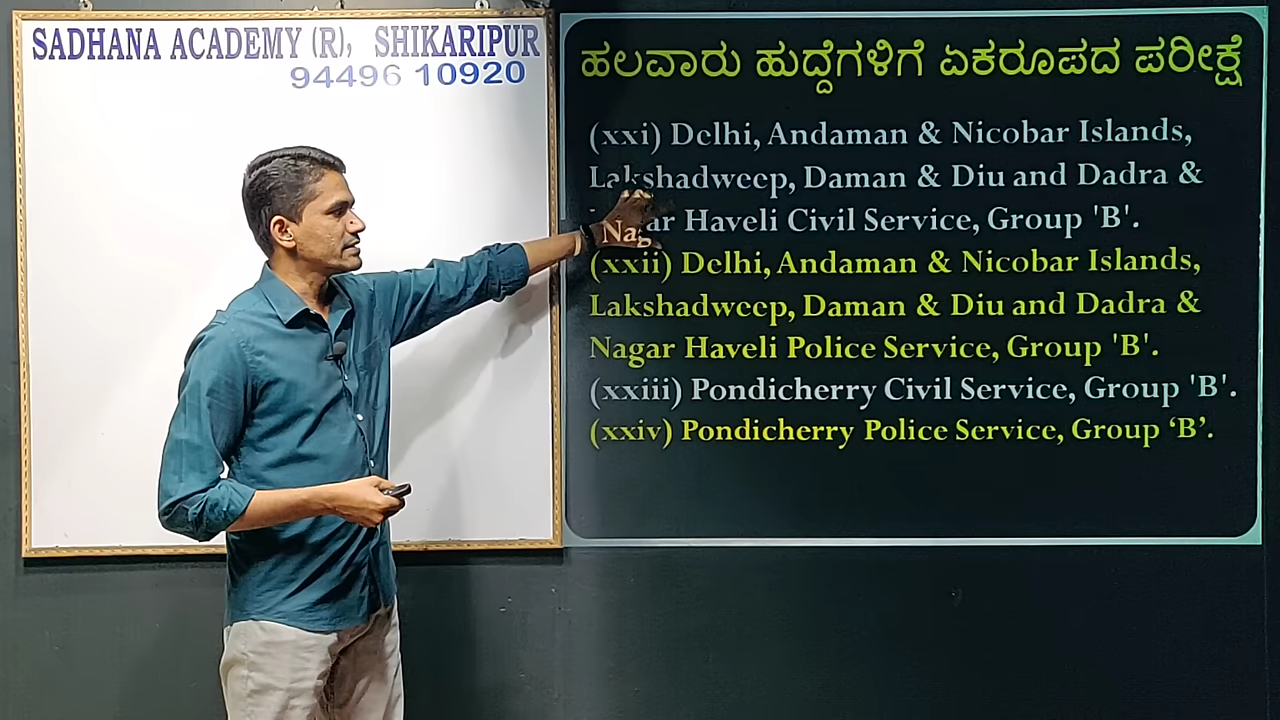 SADHANA ACADEMY (R), SHIKARIPUR
94496 10920
ಹಲವಾರು ಹುದ್ದೆಗಳಿಗೆ ಏಕರೂಪದ ಪರೀಕ್ಷೆ
(xxi) Delhi, Andaman & Nicobar Islands,
Lakshadweep, Daman & Diu and Dadra &
Nagar Haveli Civil Service, Group 'B'.
(xxii) Delhi, Andaman & Nicobar Islands,
Lakshadweep, Daman & Diu and Dadra &
Nagar Haveli Police Service, Group 'B'.
(xxiii) Pondicherry Civil Service, Group 'B'.
(xxiv) Pondicherry Police Service, Group ‘B’.